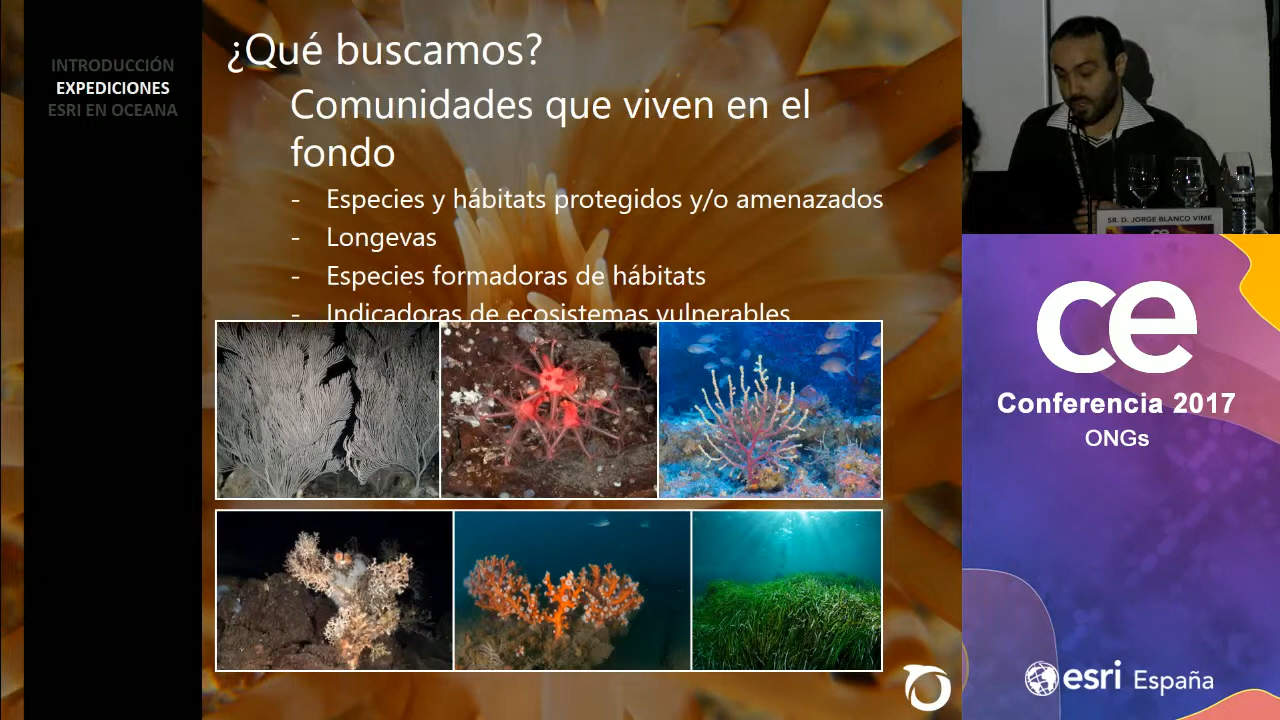 INTRODUCCIÓN
EXPEDICIONES
ESRI EN OCEANA
¿Qué buscamos?
Comunidades que viven en el
fondo
- Especies y hábitats protegidos y/o amenazados
- Longevas
- Especies formadoras de hábitats
- Indicadoras de ecosistemas vulnerables
SR. D. JORGE BLANCO VIME
ce
ce
Conferencia 2017
ONGs
esri España